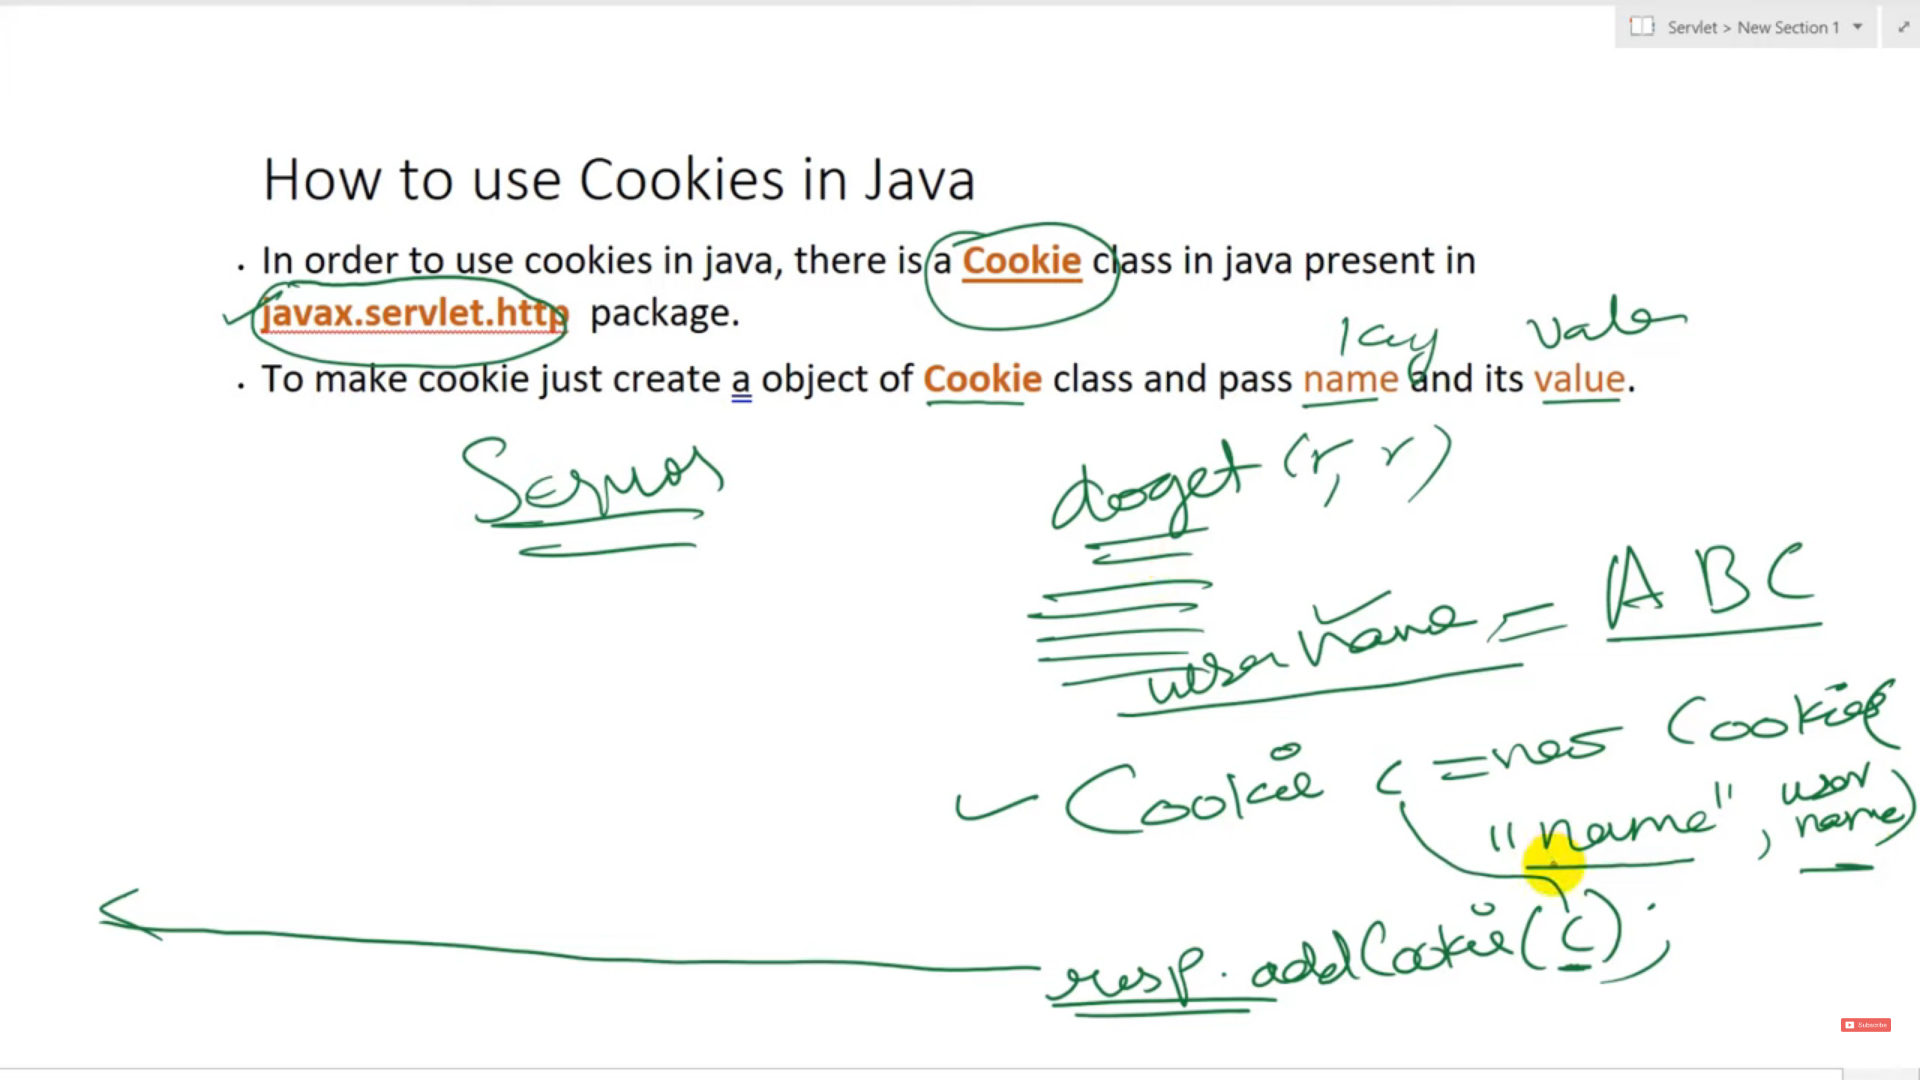 Servlet > New Section 1
How to use Cookies in Java
• In order to use cookies in java, there is a Cookie class in java present in
javax.servlet.http package.
key value
• To make cookie just create a object of Cookie class and pass name and its value.
doget (r, r)
user name = ABC
Cookie c = new Cookie(
"name", user
name)
resp. addCookie(c);
Subscribe